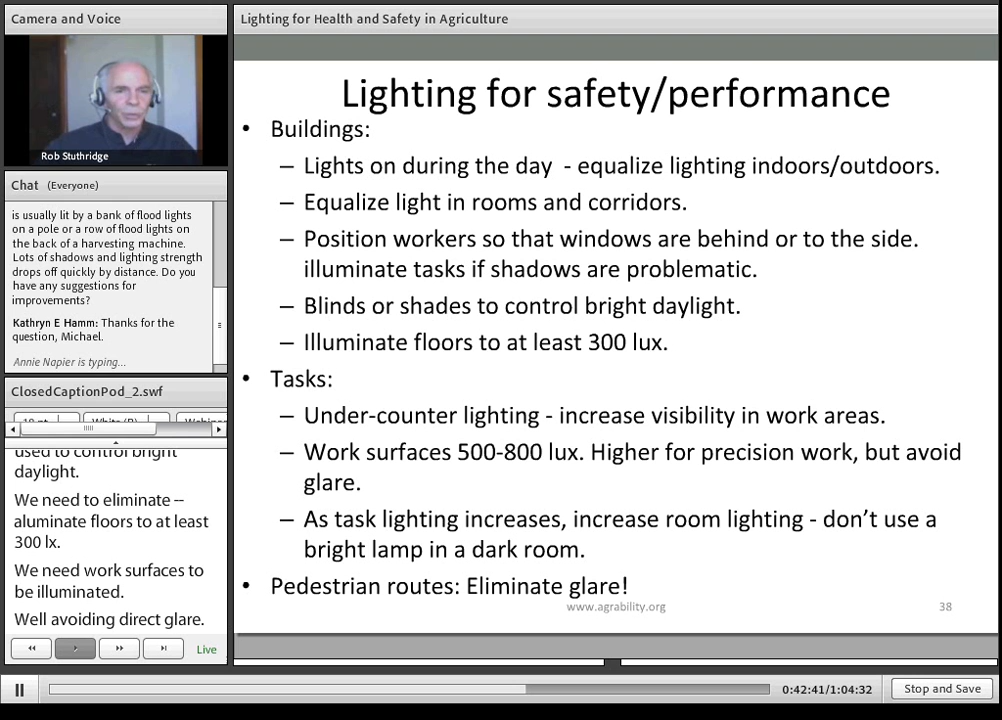 Camera and Voice
Rob Stuthridge
Chat (Everyone)
is usually lit by a bank of flood lights
on a pole or a row of flood lights on
the back of a harvesting machine.
Lots of shadows and lighting strength
drops off quickly by distance. Do you
have any suggestions for
improvements?
Kathryn E Hamm: Thanks for the
question, Michael.
Annie Napier is typing...
ClosedCaptionPod_2.swf
used to control bright
daylight.
We need to eliminate --
aluminate floors to at least
300 lx.
We need work surfaces to
be illuminated.
Well avoiding direct glare.
Live
Lighting for Health and Safety in Agriculture
Lighting for safety/performance
• Buildings:
– Lights on during the day - equalize lighting indoors/outdoors.
– Equalize light in rooms and corridors.
– Position workers so that windows are behind or to the side.
illuminate tasks if shadows are problematic.
– Blinds or shades to control bright daylight.
– Illuminate floors to at least 300 lux.
• Tasks:
– Under-counter lighting - increase visibility in work areas.
– Work surfaces 500-800 lux. Higher for precision work, but avoid
glare.
– As task lighting increases, increase room lighting - don’t use a
bright lamp in a dark room.
• Pedestrian routes: Eliminate glare!
www.agrability.org
38
0:42:41/1:04:32
Stop and Save